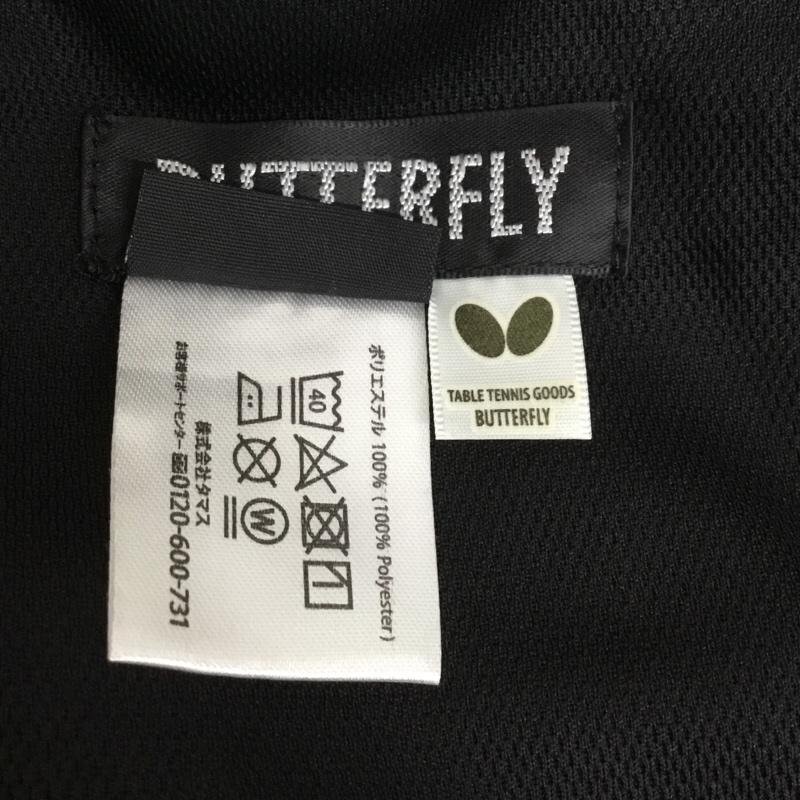 BUTTERFLY
ポリエステル 100% (100% Polyester)
40
W
株式会社タマス
お客様サポートセンター 0120-600-731
TABLE TENNIS GOODS
BUTTERFLY